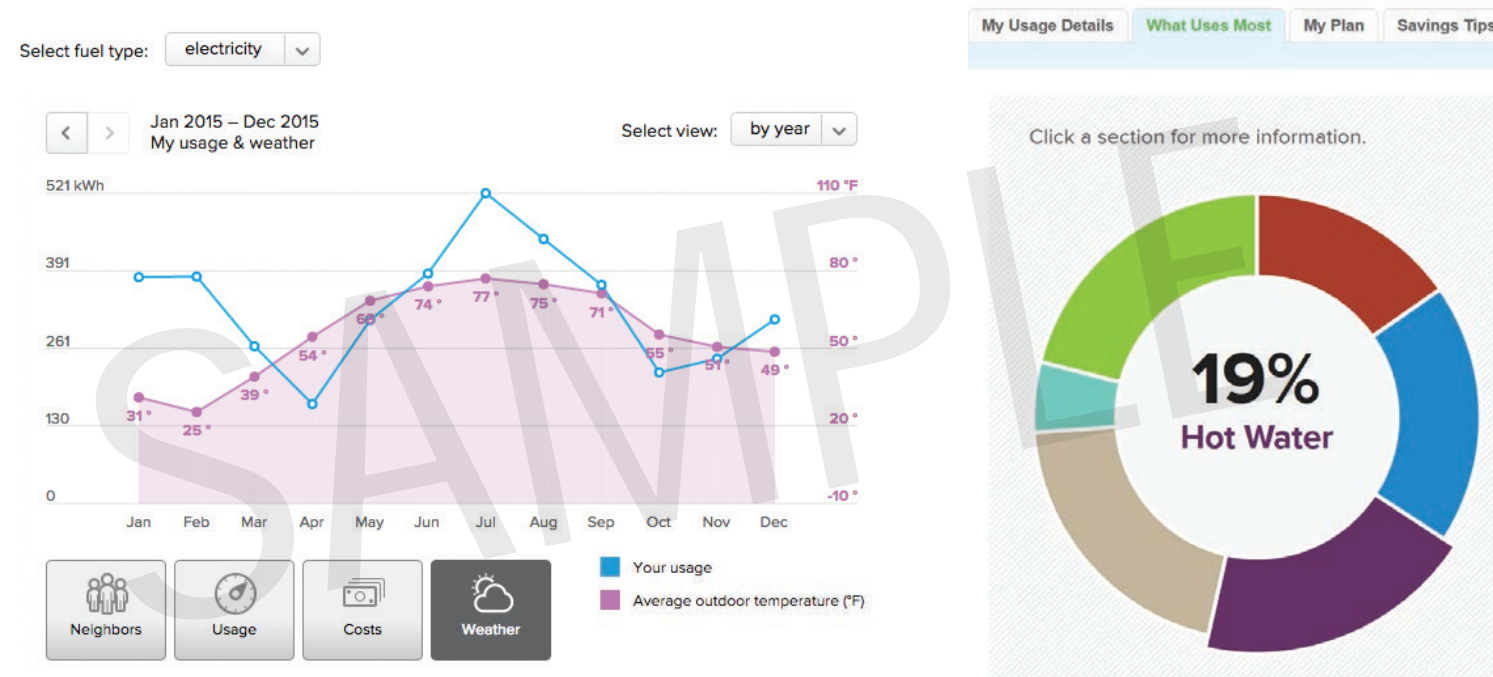 Select fuel type: electricity
Jan 2015 – Dec 2015
My usage & weather
Select view: by year
521 kWh
110 °F
391
80 °
261
50 °
130
20 °
0
-10 °
31 °
25 °
39 °
54 °
74 °
77 °
75 °
71 °
55 °
51 °
49 °
Jan Feb Mar Apr May Jun Jul Aug Sep Oct Nov Dec
Neighbors Usage Costs Weather
Your usage
Average outdoor temperature (°F)
My Usage Details What Uses Most My Plan Savings Tips
Click a section for more information.
19%
Hot Water
SAMPLE